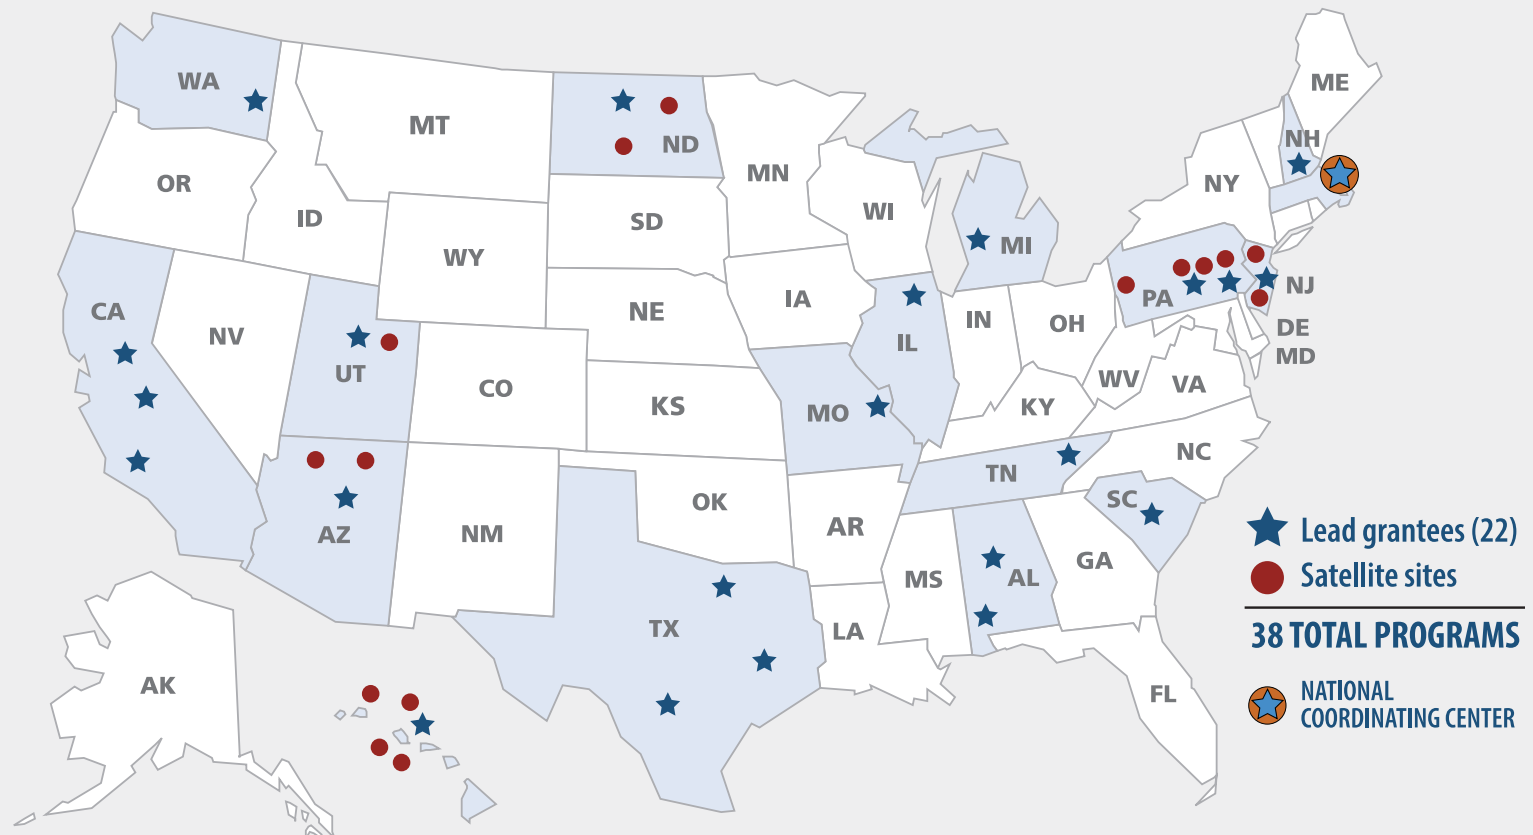 WA
MT
ND
MN
ME
NH
OR
ID
SD
WI
NY
WY
MI
CA
NV
UT
NE
IA
IL
IN
OH
PA
NJ
DE
MD
CO
KS
MO
KY
WV
VA
TN
NC
SC
AZ
NM
OK
AR
MS
AL
GA
TX
LA
FL
AK
Lead grantees (22)
Satellite sites
38 TOTAL PROGRAMS
NATIONAL
COORDINATING CENTER